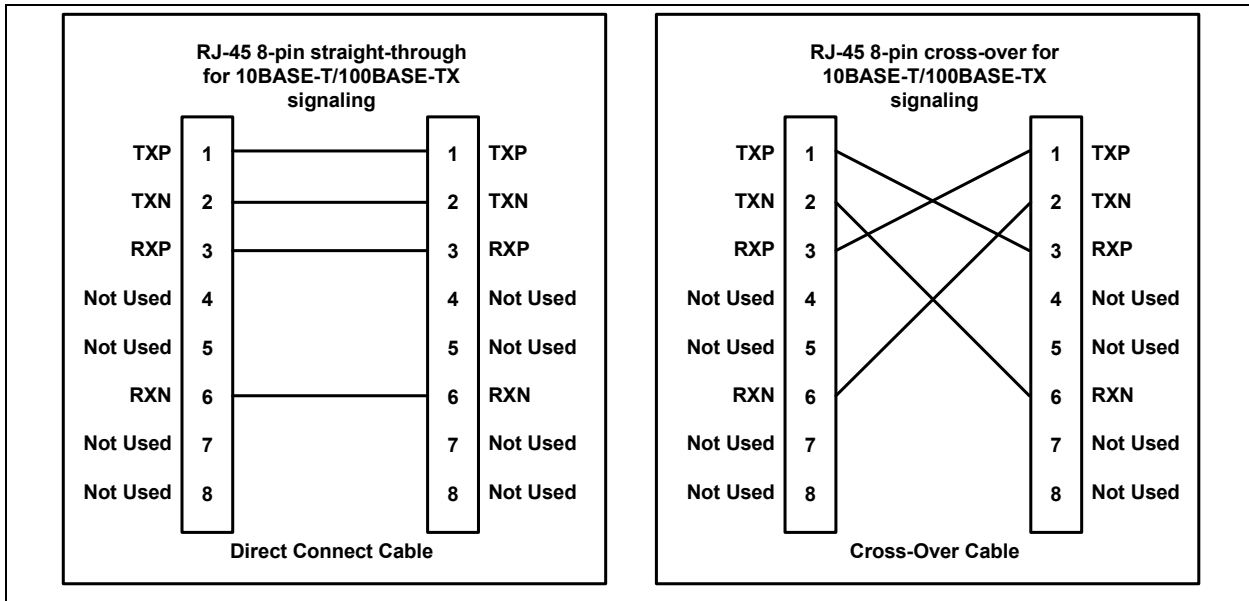 RJ-45 8-pin straight-through
for 10BASE-T/100BASE-TX
signaling
TXP 1 1 TXP
TXN 2 2 TXN
RXP 3 3 RXP
Not Used 4 4 Not Used
Not Used 5 5 Not Used
RXN 6 6 RXN
Not Used 7 7 Not Used
Not Used 8 8 Not Used
Direct Connect Cable
RJ-45 8-pin cross-over for
10BASE-T/100BASE-TX
signaling
TXP 1 1 TXP
TXN 2 2 TXN
RXP 3 3 RXP
Not Used 4 4 Not Used
Not Used 5 5 Not Used
RXN 6 6 RXN
Not Used 7 7 Not Used
Not Used 8 8 Not Used
Cross-Over Cable